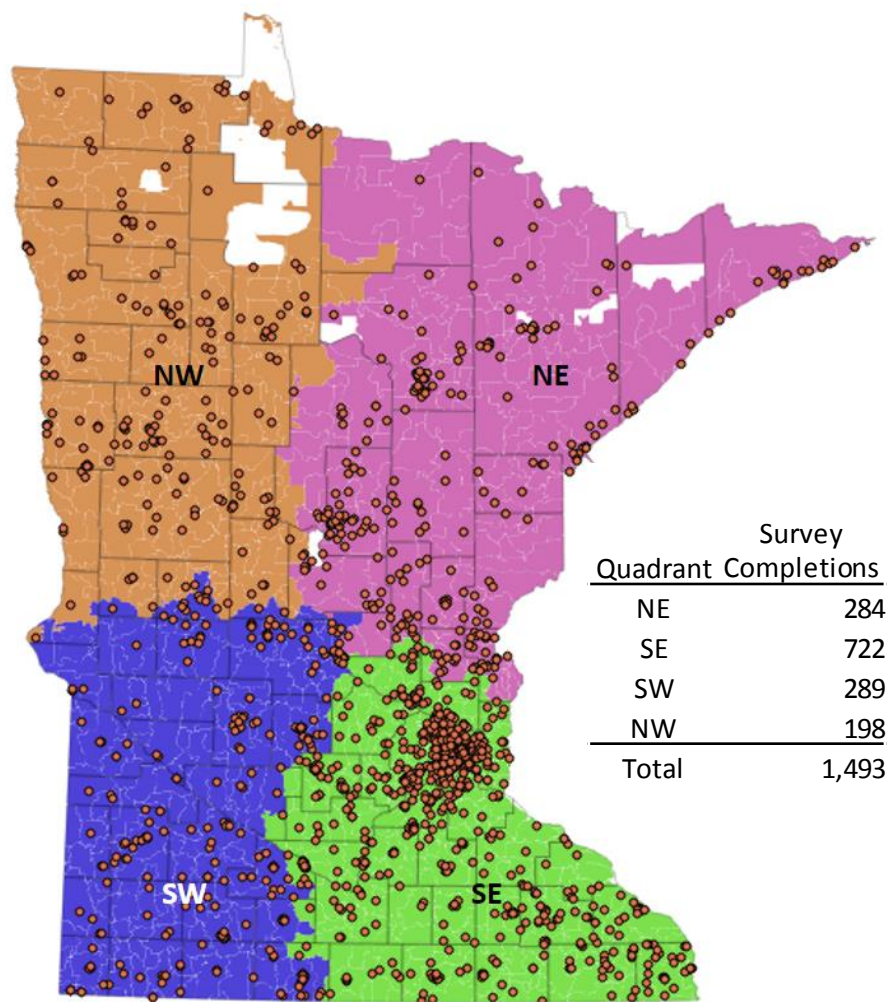 NW
NE
Survey
Quadrant Completions
NE 284
SE 722
SW 289
NW 198
Total 1,493
SW
SE